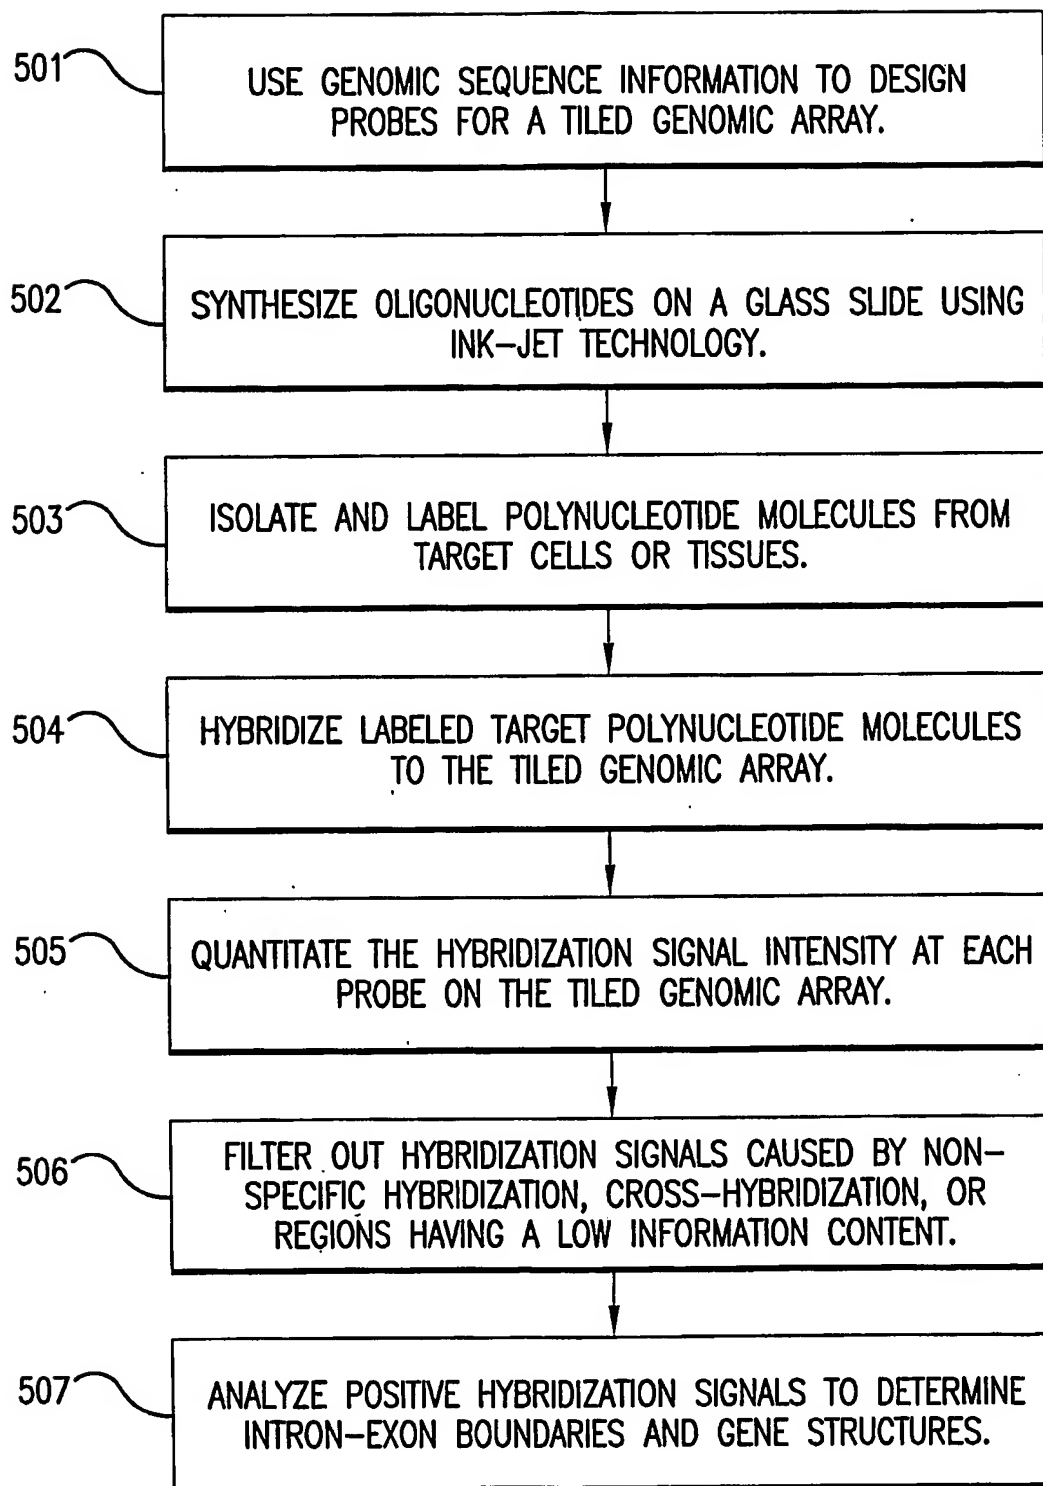 501
USE GENOMIC SEQUENCE INFORMATION TO DESIGN
PROBES FOR A TILED GENOMIC ARRAY.
502
SYNTHESIZE OLIGONUCLEOTIDES ON A GLASS SLIDE USING
INK-JET TECHNOLOGY.
503
ISOLATE AND LABEL POLYNUCLEOTIDE MOLECULES FROM
TARGET CELLS OR TISSUES.
504
HYBRIDIZE LABELED TARGET POLYNUCLEOTIDE MOLECULES
TO THE TILED GENOMIC ARRAY.
505
QUANTITATE THE HYBRIDIZATION SIGNAL INTENSITY AT EACH
PROBE ON THE TILED GENOMIC ARRAY.
506
FILTER OUT HYBRIDIZATION SIGNALS CAUSED BY NON-
SPECIFIC HYBRIDIZATION, CROSS-HYBRIDIZATION, OR
REGIONS HAVING A LOW INFORMATION CONTENT.
507
ANALYZE POSITIVE HYBRIDIZATION SIGNALS TO DETERMINE
INTRON-EXON BOUNDARIES AND GENE STRUCTURES.